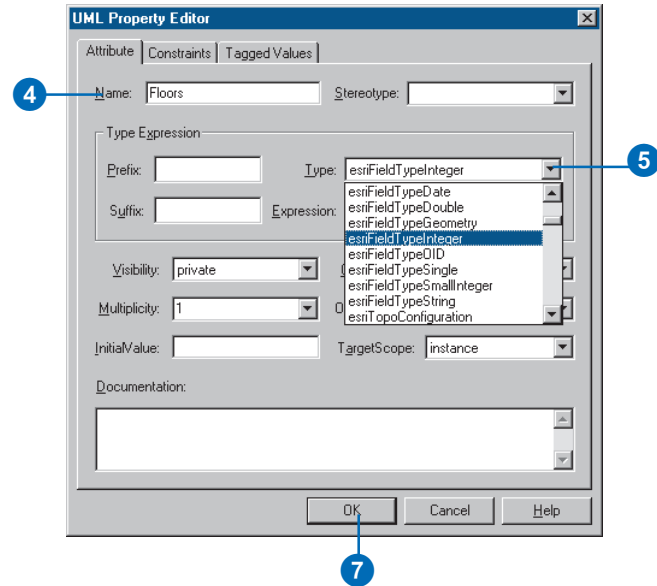 UML Property Editor
Attribute Constraints Tagged Values
4
Name: Floors Stereotype:
Type Expression
Prefix: Type: esriFieldTypeInteger
5
esriFieldTypeDate
esriFieldTypeDouble
esriFieldTypeGeometry
Suffix: Expression:
esriFieldTypeInteger
esriFieldTypeOID
esriFieldTypeSingle
esriFieldTypeSmallInteger
esriFieldTypeString
esriTopoConfiguration
Visibility: private
Multiplicity: 1
InitialValue: TargetScope: instance
Documentation:
OK Cancel Help
7